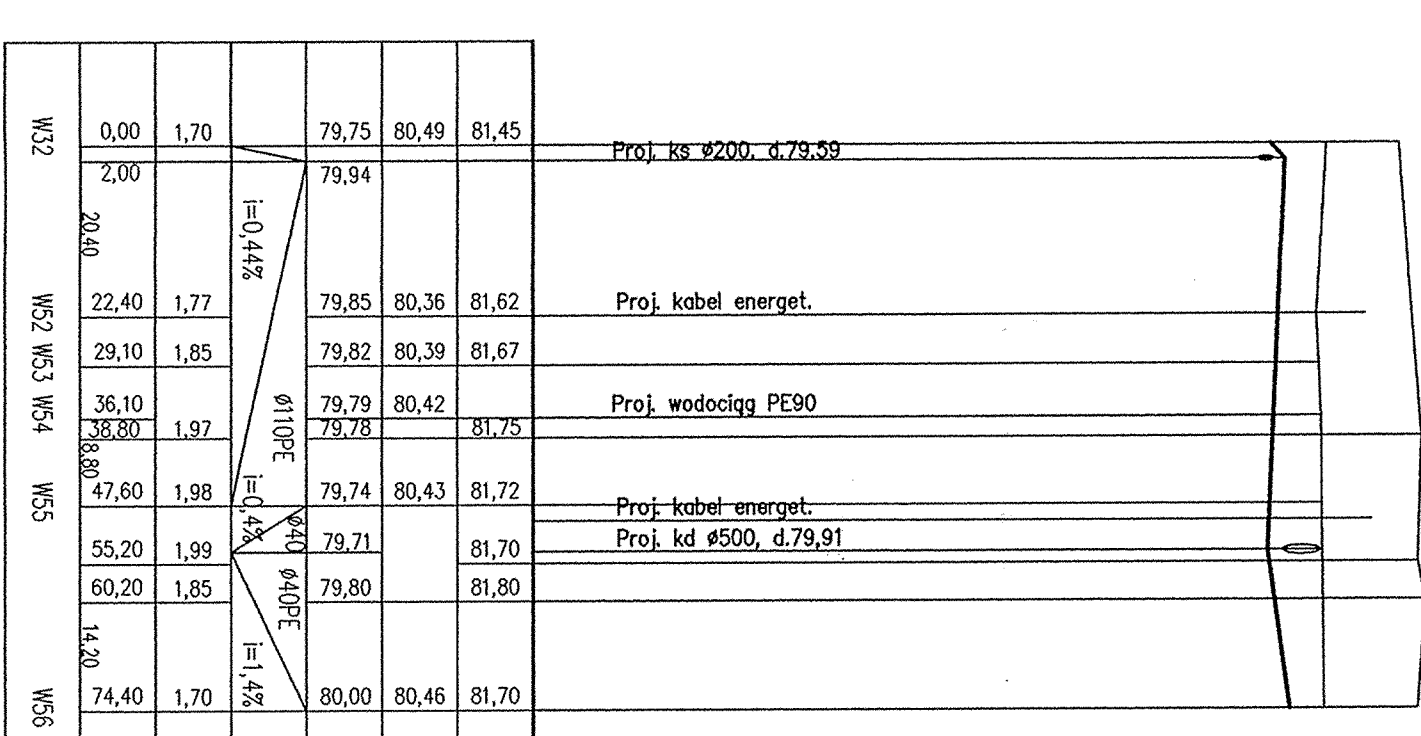 W32 0,00 1,70 79,75 80,49 81,45
Proj. ks ø200, d.79,59
2,00 79,94
20,40
i=0,44%
W52 22,40 1,77 79,85 80,36 81,62
Proj. kabel energet.
W53 29,10 1,85 79,82 80,39 81,67
W54 36,10 79,79 80,42
Proj. wodociąg PE90
38,80 1,97 79,78 81,75
ø110PE
8,80
W55 47,60 1,98 79,74 80,43 81,72
i=0,4%
Proj. kabel energet.
ø40
Proj. kd ø500, d.79,91
55,20 1,99 79,71 81,70
60,20 1,85 79,80 81,80
ø40PE
14,20
i=1,4%
W56 74,40 1,70 80,00 80,46 81,70